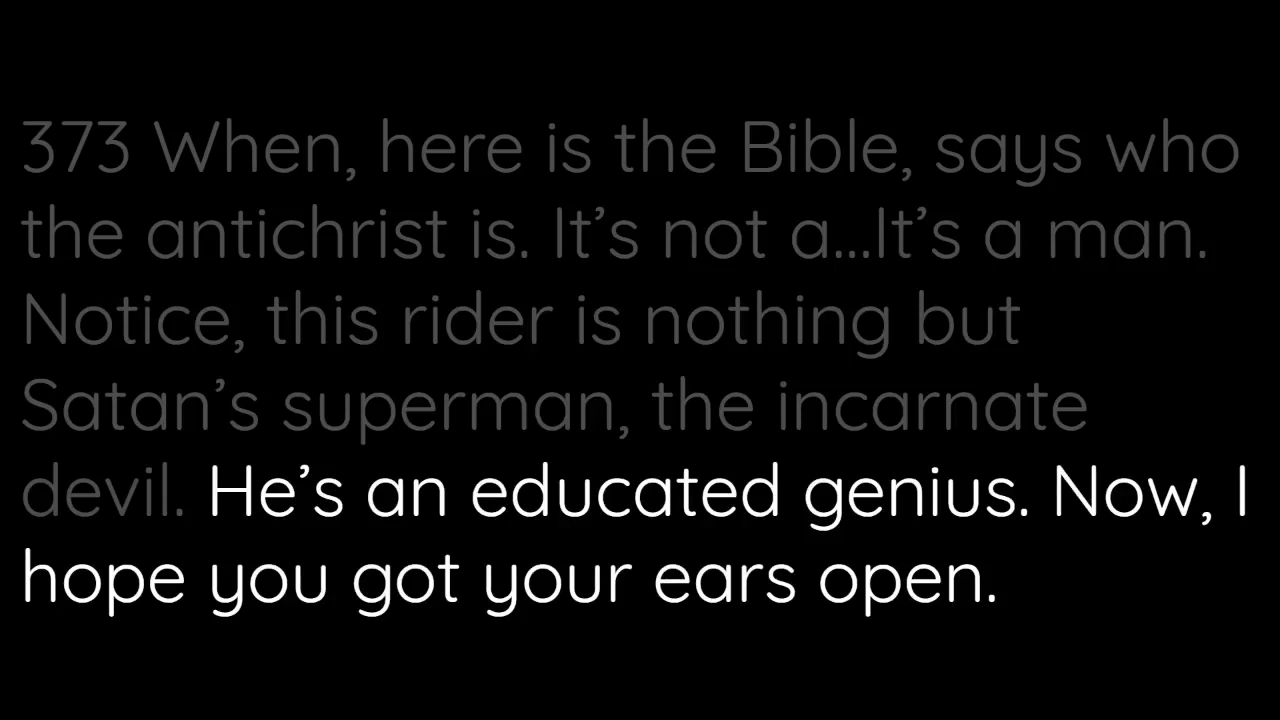 373 When, here is the Bible, says who
the antichrist is. It’s not a...It’s a man.
Notice, this rider is nothing but
Satan’s superman, the incarnate
devil. He’s an educated genius. Now, I
hope you got your ears open.